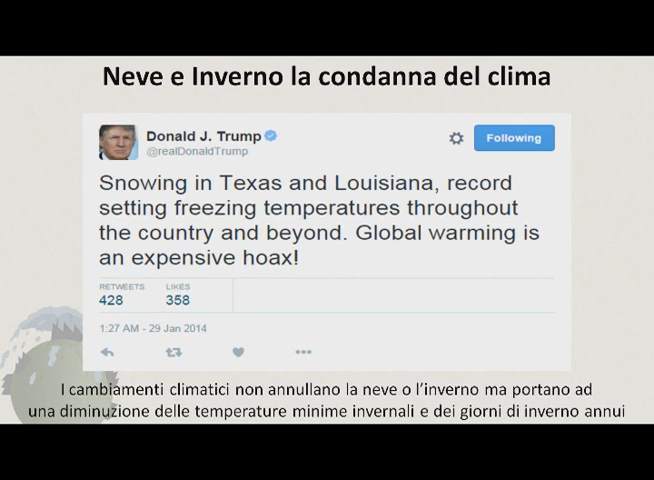 Neve e Inverno la condanna del clima
Donald J. Trump
@realDonaldTrump
Following
Snowing in Texas and Louisiana, record
setting freezing temperatures throughout
the country and beyond. Global warming is
an expensive hoax!
RETWEETS LIKES
428 358
1:27 AM - 29 Jan 2014
I cambiamenti climatici non annullano la neve o l'inverno ma portano ad
una diminuzione delle temperature minime invernali e dei giorni di inverno annui